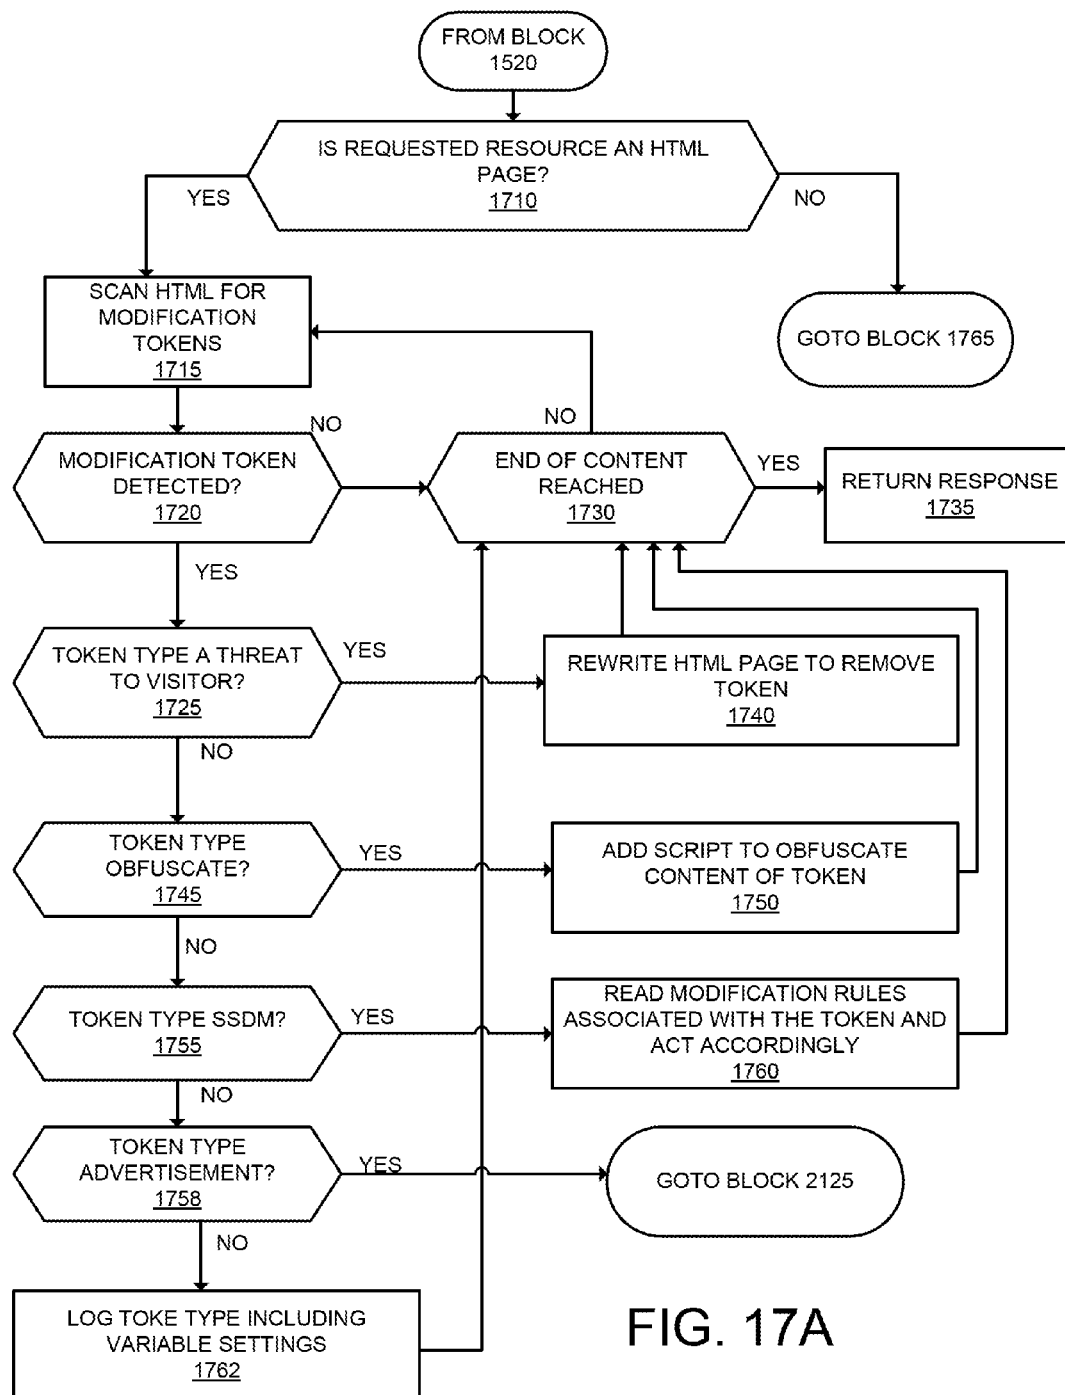 FROM BLOCK
1520
IS REQUESTED RESOURCE AN HTML
PAGE?
1710
YES
NO
SCAN HTML FOR
MODIFICATION
TOKENS
1715
GOTO BLOCK 1765
NO
NO
MODIFICATION TOKEN
DETECTED?
1720
END OF CONTENT
REACHED
1730
YES
RETURN RESPONSE
1735
YES
TOKEN TYPE A THREAT
TO VISITOR?
1725
YES
REWRITE HTML PAGE TO REMOVE
TOKEN
1740
NO
TOKEN TYPE
OBFUSCATE?
1745
YES
ADD SCRIPT TO OBFUSCATE
CONTENT OF TOKEN
1750
NO
TOKEN TYPE SSDM?
1755
YES
READ MODIFICATION RULES
ASSOCIATED WITH THE TOKEN AND
ACT ACCORDINGLY
1760
NO
TOKEN TYPE
ADVERTISEMENT?
1758
YES
GOTO BLOCK 2125
NO
LOG TOKE TYPE INCLUDING
VARIABLE SETTINGS
1762
FIG. 17A